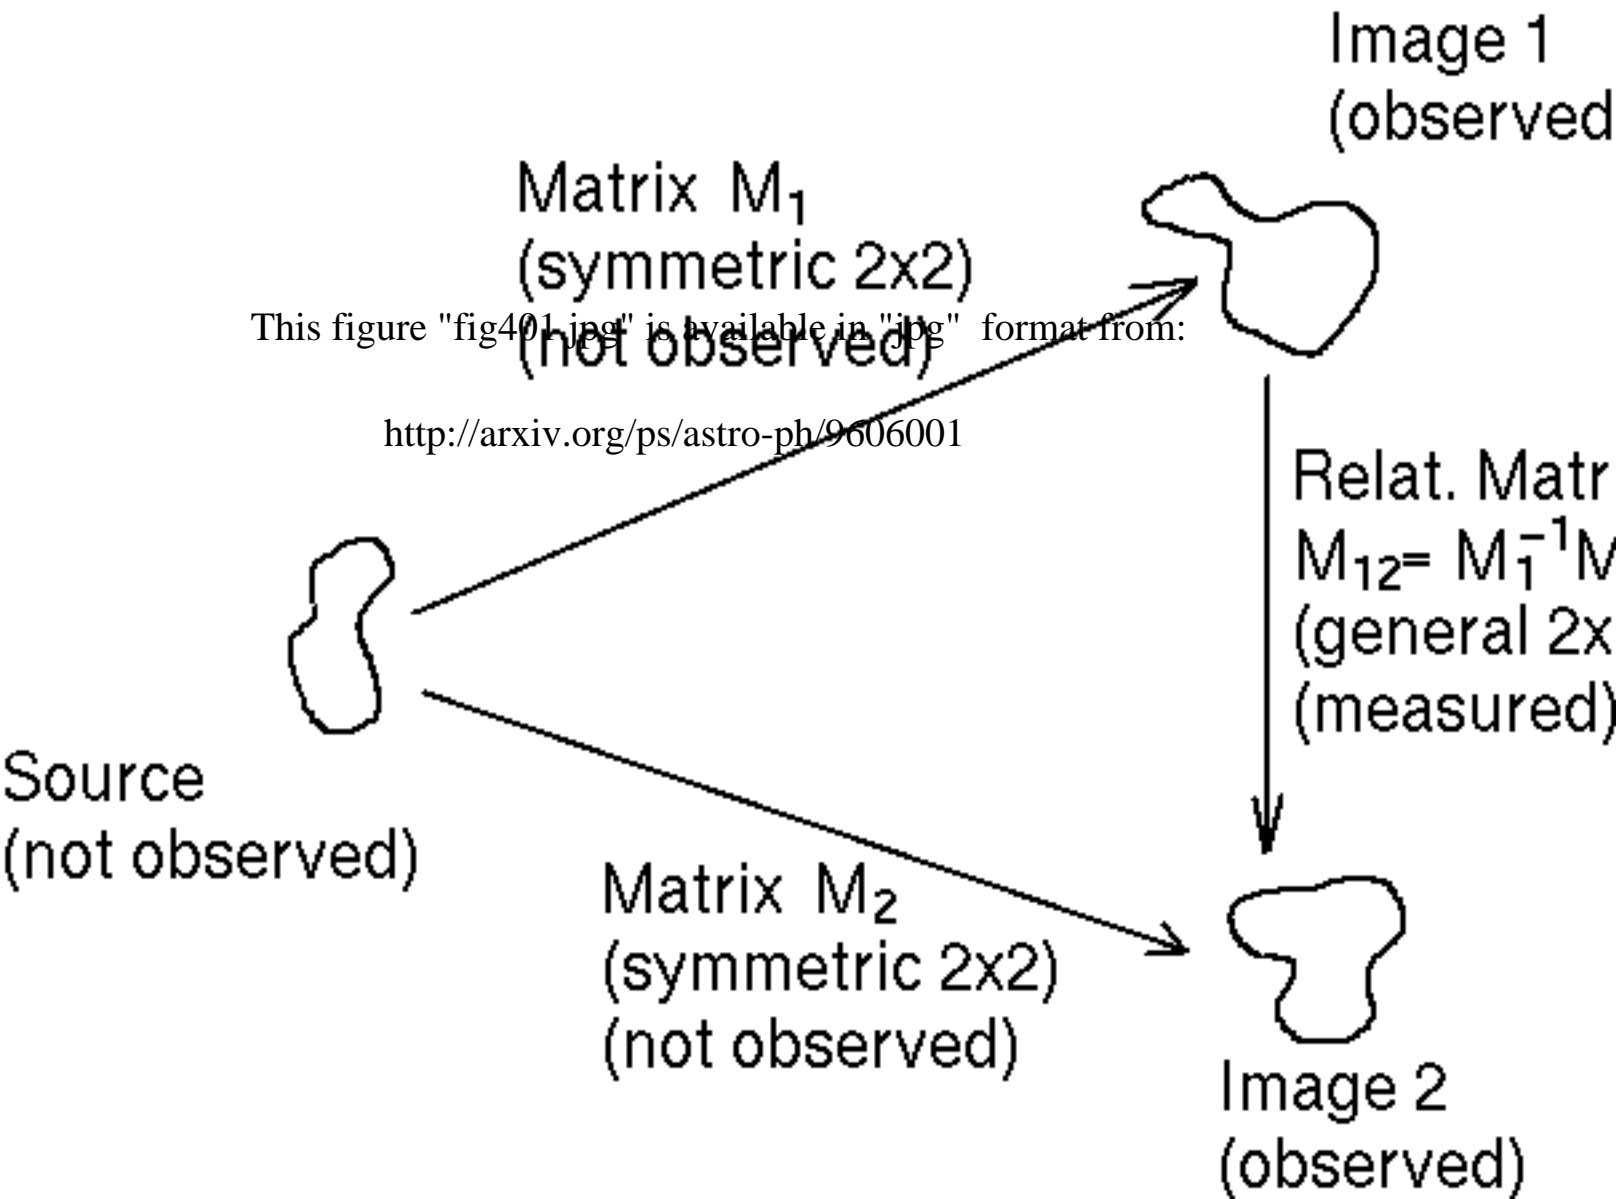 Image 1
(observed
Matrix M₁
(symmetric 2x2)
(not observed)
This figure "fig401.jpg" is available in "jpg" format from:
http://arxiv.org/ps/astro-ph/9606001
Relat. Matr
M₁₂= M₁⁻¹M
(general 2x
(measured)
Source
(not observed)
Matrix M₂
(symmetric 2x2)
(not observed)
Image 2
(observed)